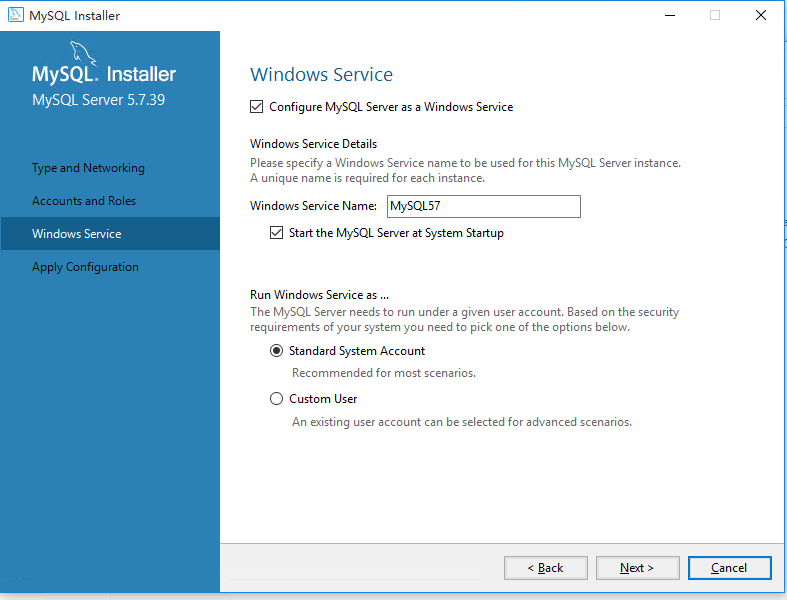 MySQL Installer
MySQL. Installer
MySQL Server 5.7.39
Type and Networking
Accounts and Roles
Windows Service
Apply Configuration
Windows Service
Configure MySQL Server as a Windows Service
Windows Service Details
Please specify a Windows Service name to be used for this MySQL Server instance.
A unique name is required for each instance.
Windows Service Name: MySQL57
Start the MySQL Server at System Startup
Run Windows Service as ...
The MySQL Server needs to run under a given user account. Based on the security
requirements of your system you need to pick one of the options below.
Standard System Account
Recommended for most scenarios.
Custom User
An existing user account can be selected for advanced scenarios.
< Back Next > Cancel